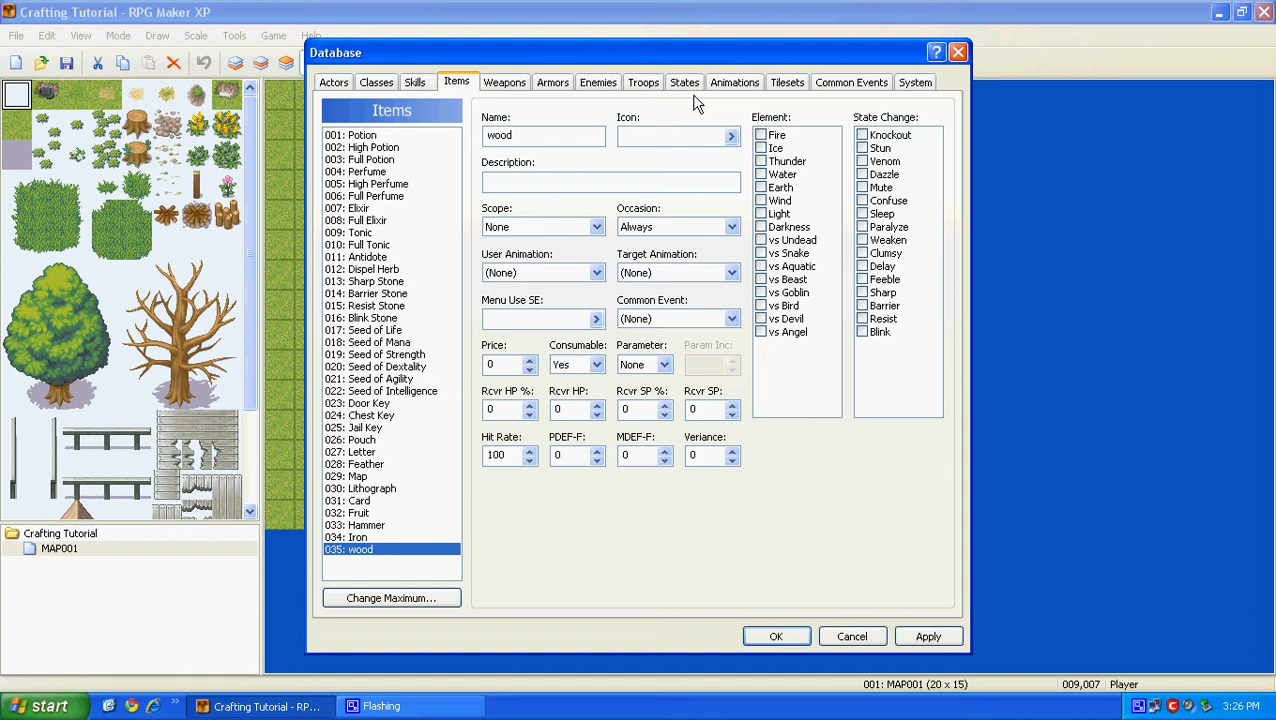 Crafting Tutorial - RPG Maker XP
File Edit View Mode Draw Scale Tools Game Help
Database
Actors Classes Skills Items Weapons Armors Enemies Troops States Animations Tilesets Common Events System
Items
001: Potion
002: High Potion
003: Full Potion
004: Perfume
005: High Perfume
006: Full Perfume
007: Elixir
008: Full Elixir
009: Tonic
010: Full Tonic
011: Antidote
012: Dispel Herb
013: Sharp Stone
014: Barrier Stone
015: Resist Stone
016: Blink Stone
017: Seed of Life
018: Seed of Mana
019: Seed of Strength
020: Seed of Dextality
021: Seed of Agility
022: Seed of Intelligence
023: Door Key
024: Chest Key
025: Jail Key
026: Pouch
027: Letter
028: Feather
029: Map
030: Lithograph
031: Card
032: Fruit
033: Hammer
034: Iron
035: wood
Change Maximum...
Name: Icon:
wood
Description:
Scope: Occasion:
None Always
User Animation: Target Animation:
(None) (None)
Menu Use SE: Common Event:
(None)
Price: Consumable: Parameter: Param Inc:
0 Yes None
Rcvr HP %: Rcvr HP: Rcvr SP %: Rcvr SP:
0 0 0 0
Hit Rate: PDEF-F: MDEF-F: Veriance:
100 0 0 0
Element:
Fire
Ice
Thunder
Water
Earth
Wind
Light
Darkness
vs Undead
vs Snake
vs Aquatic
vs Beast
vs Goblin
vs Bird
vs Devil
vs Angel
State Change:
Knockout
Stun
Venom
Dazzle
Mute
Confuse
Sleep
Paralyze
Weaken
Clumsy
Delay
Feeble
Sharp
Barrier
Resist
Blink
OK Cancel Apply
Crafting Tutorial
MAP001
001: MAP001 (20 x 15) 009,007 Player
start Crafting Tutorial - RP... Flashing 3:26 PM